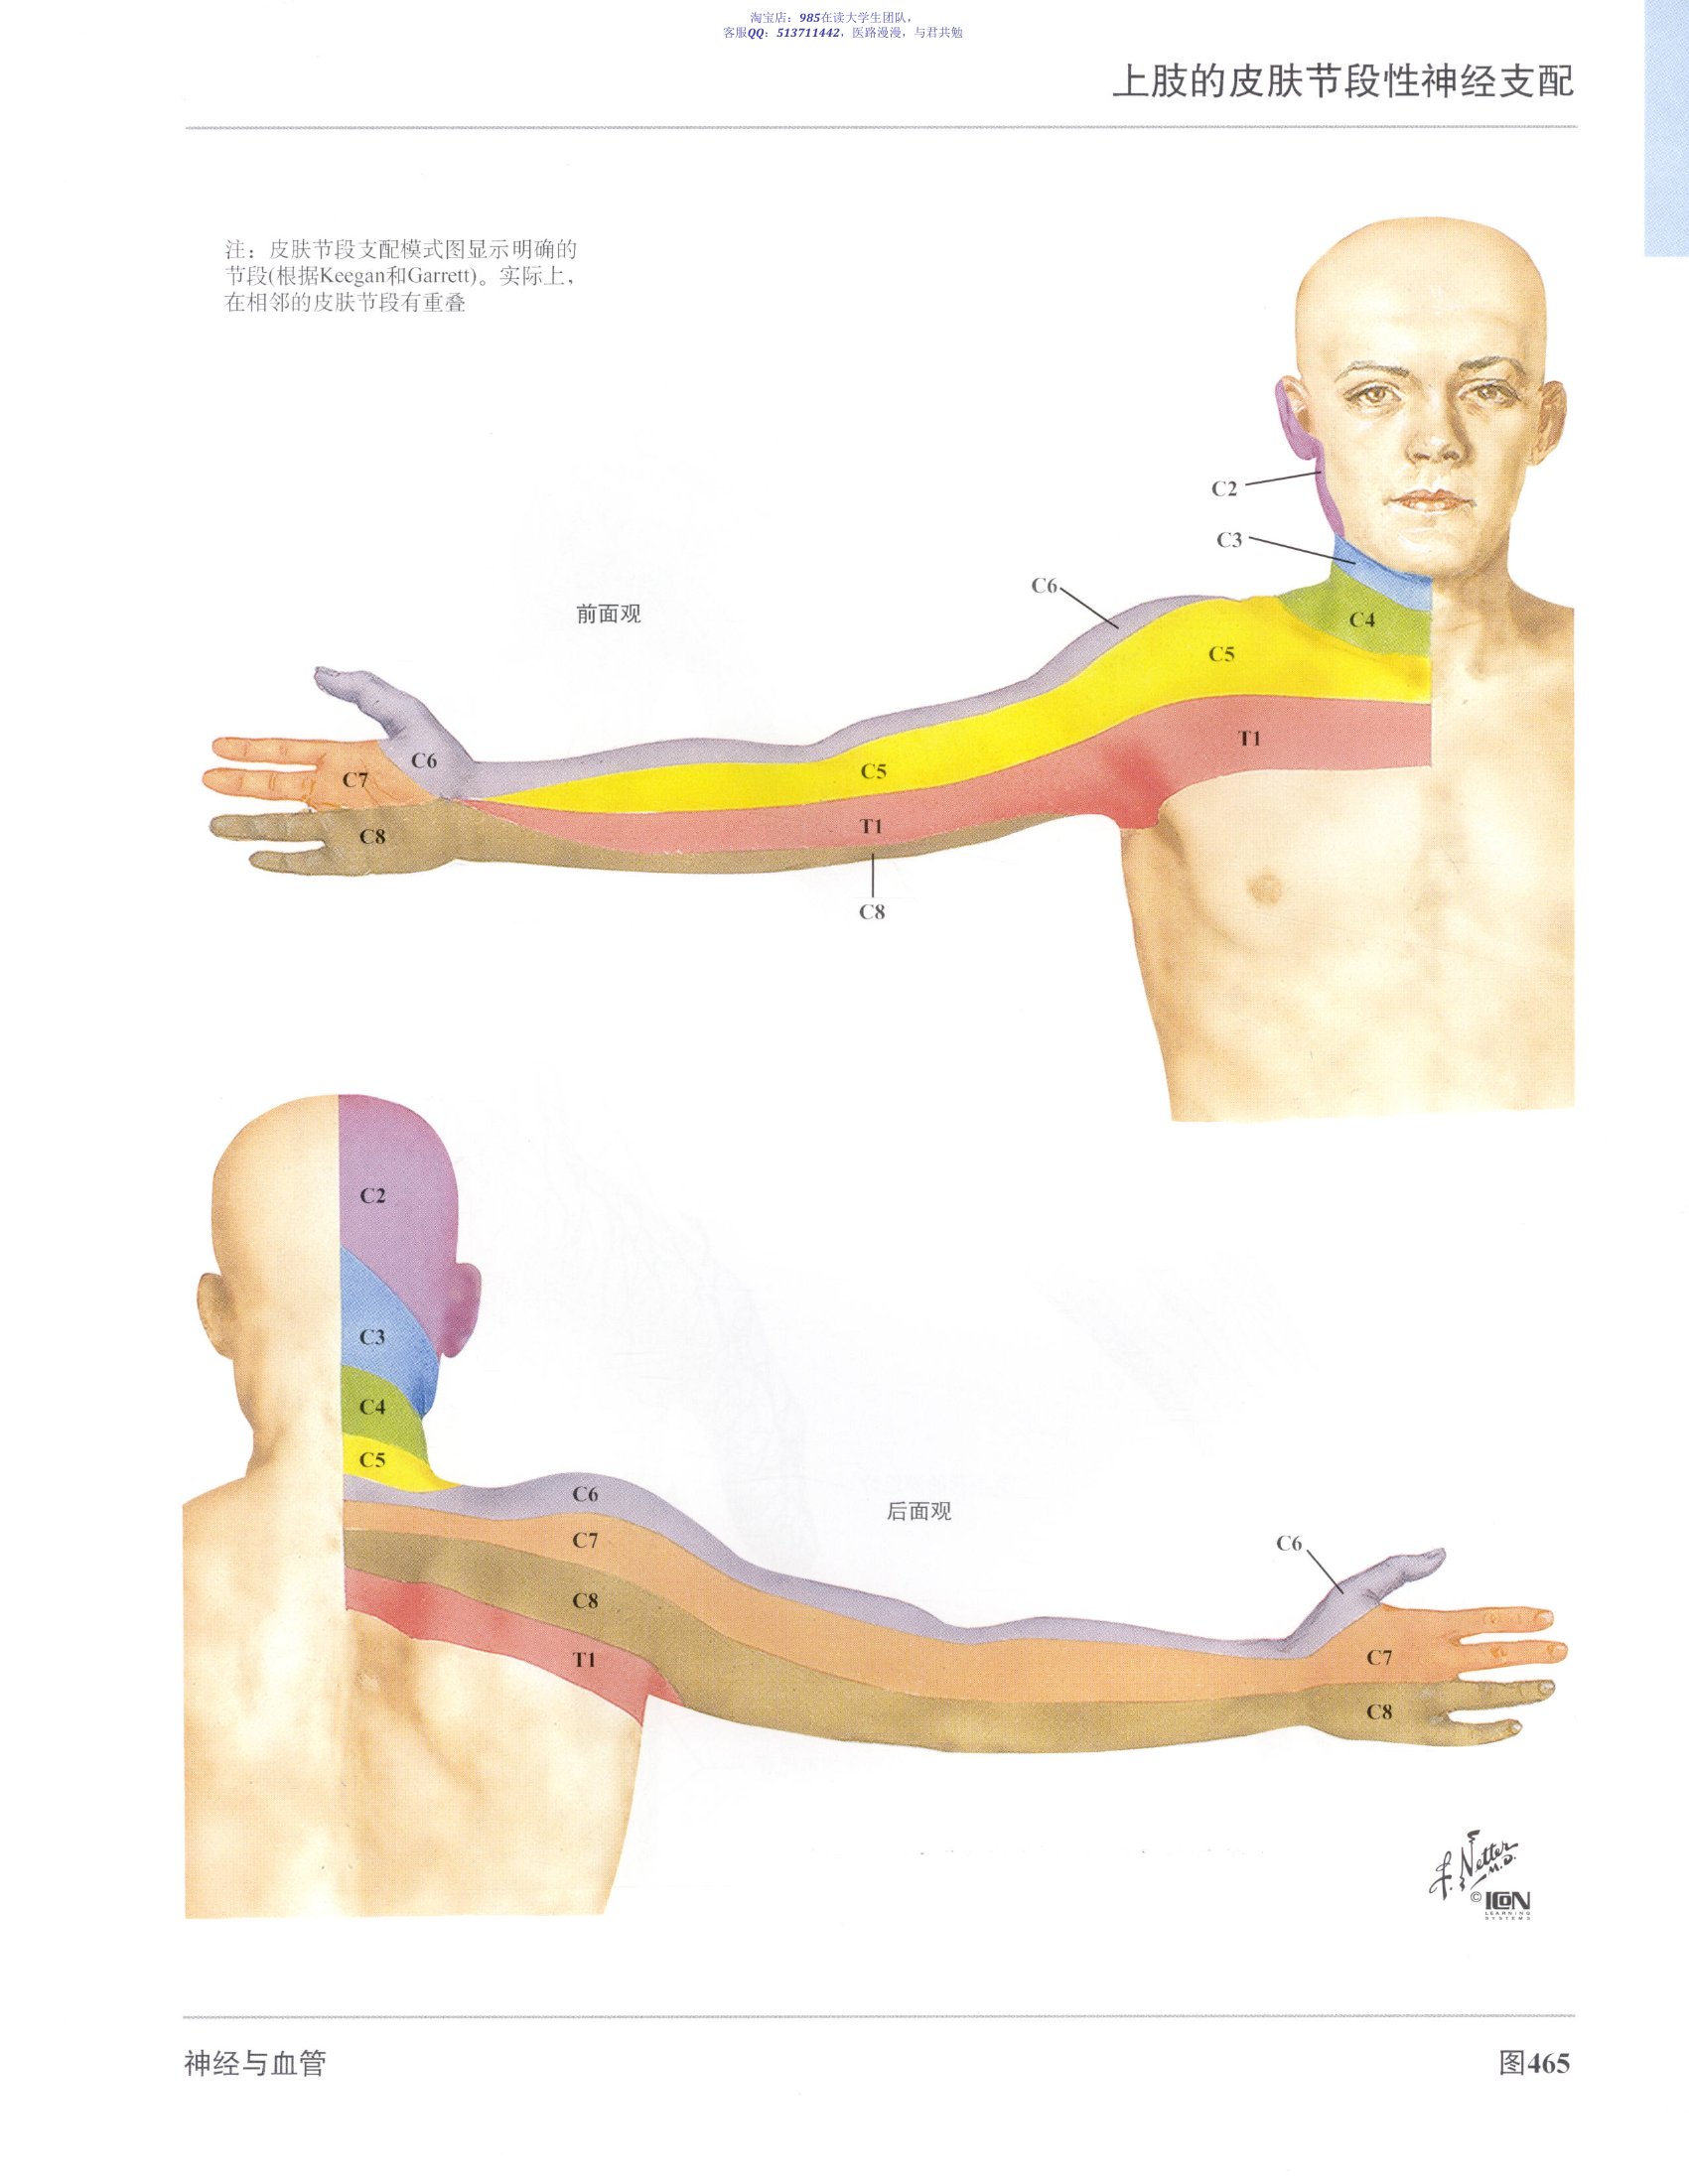 淘宝店：985在读大学生团队，
客服QQ：513711442，医路漫漫，与君共勉
上肢的皮肤节段性神经支配
注：皮肤节段支配模式图显示明确的
节段(根据Keegan和Garrett)。实际上，
在相邻的皮肤节段有重叠
C2
C3
C6
前面观
C4
C5
T1
C6
C7
C5
C8
T1
C8
C2
C3
C4
C5
C6
后面观
C7
C6
C8
T1
C7
C8
F. Netter
M.D.
© ICON
LEARNING
SYSTEMS
神经与血管
图465